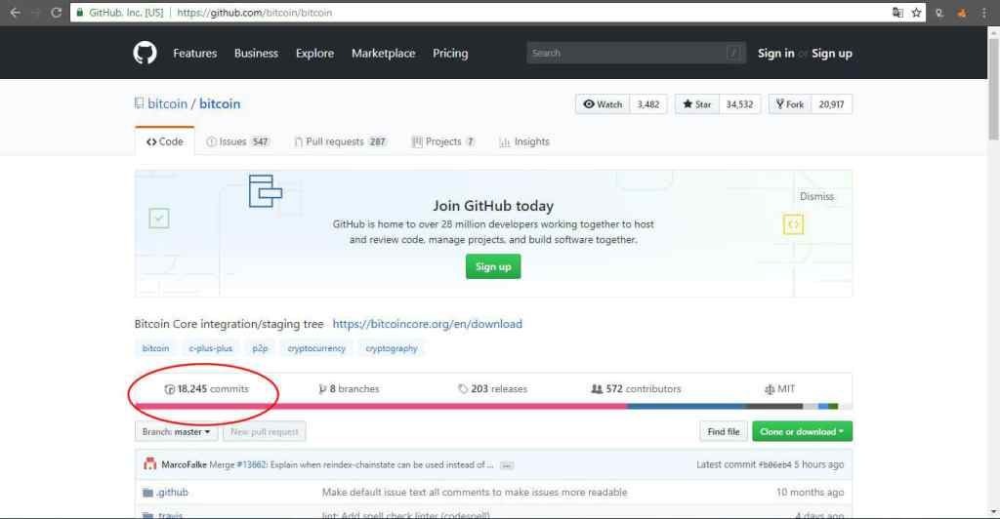 GitHub, Inc. [US] | https://github.com/bitcoin/bitcoin
Features Business Explore Marketplace Pricing Search / Sign in or Sign up
bitcoin / bitcoin Watch 3,482 Star 34,532 Fork 20,917
Code Issues 547 Pull requests 287 Projects 7 Insights
Dismiss
Join GitHub today
GitHub is home to over 28 million developers working together to host
and review code, manage projects, and build software together.
Sign up
Bitcoin Core integration/staging tree https://bitcoincore.org/en/download
bitcoin c-plus-plus p2p cryptocurrency cryptography
18,245 commits 8 branches 203 releases 572 contributors MIT
Branch: master New pull request Find file Clone or download
MarcoFalke Merge #13662: Explain when reindex-chainstate can be used instead of ... Latest commit fb86eb4 5 hours ago
.github Make default issue text all comments to make issues more readable 10 months ago
travis lint: Add spell check linter (codespell) 4 days ago